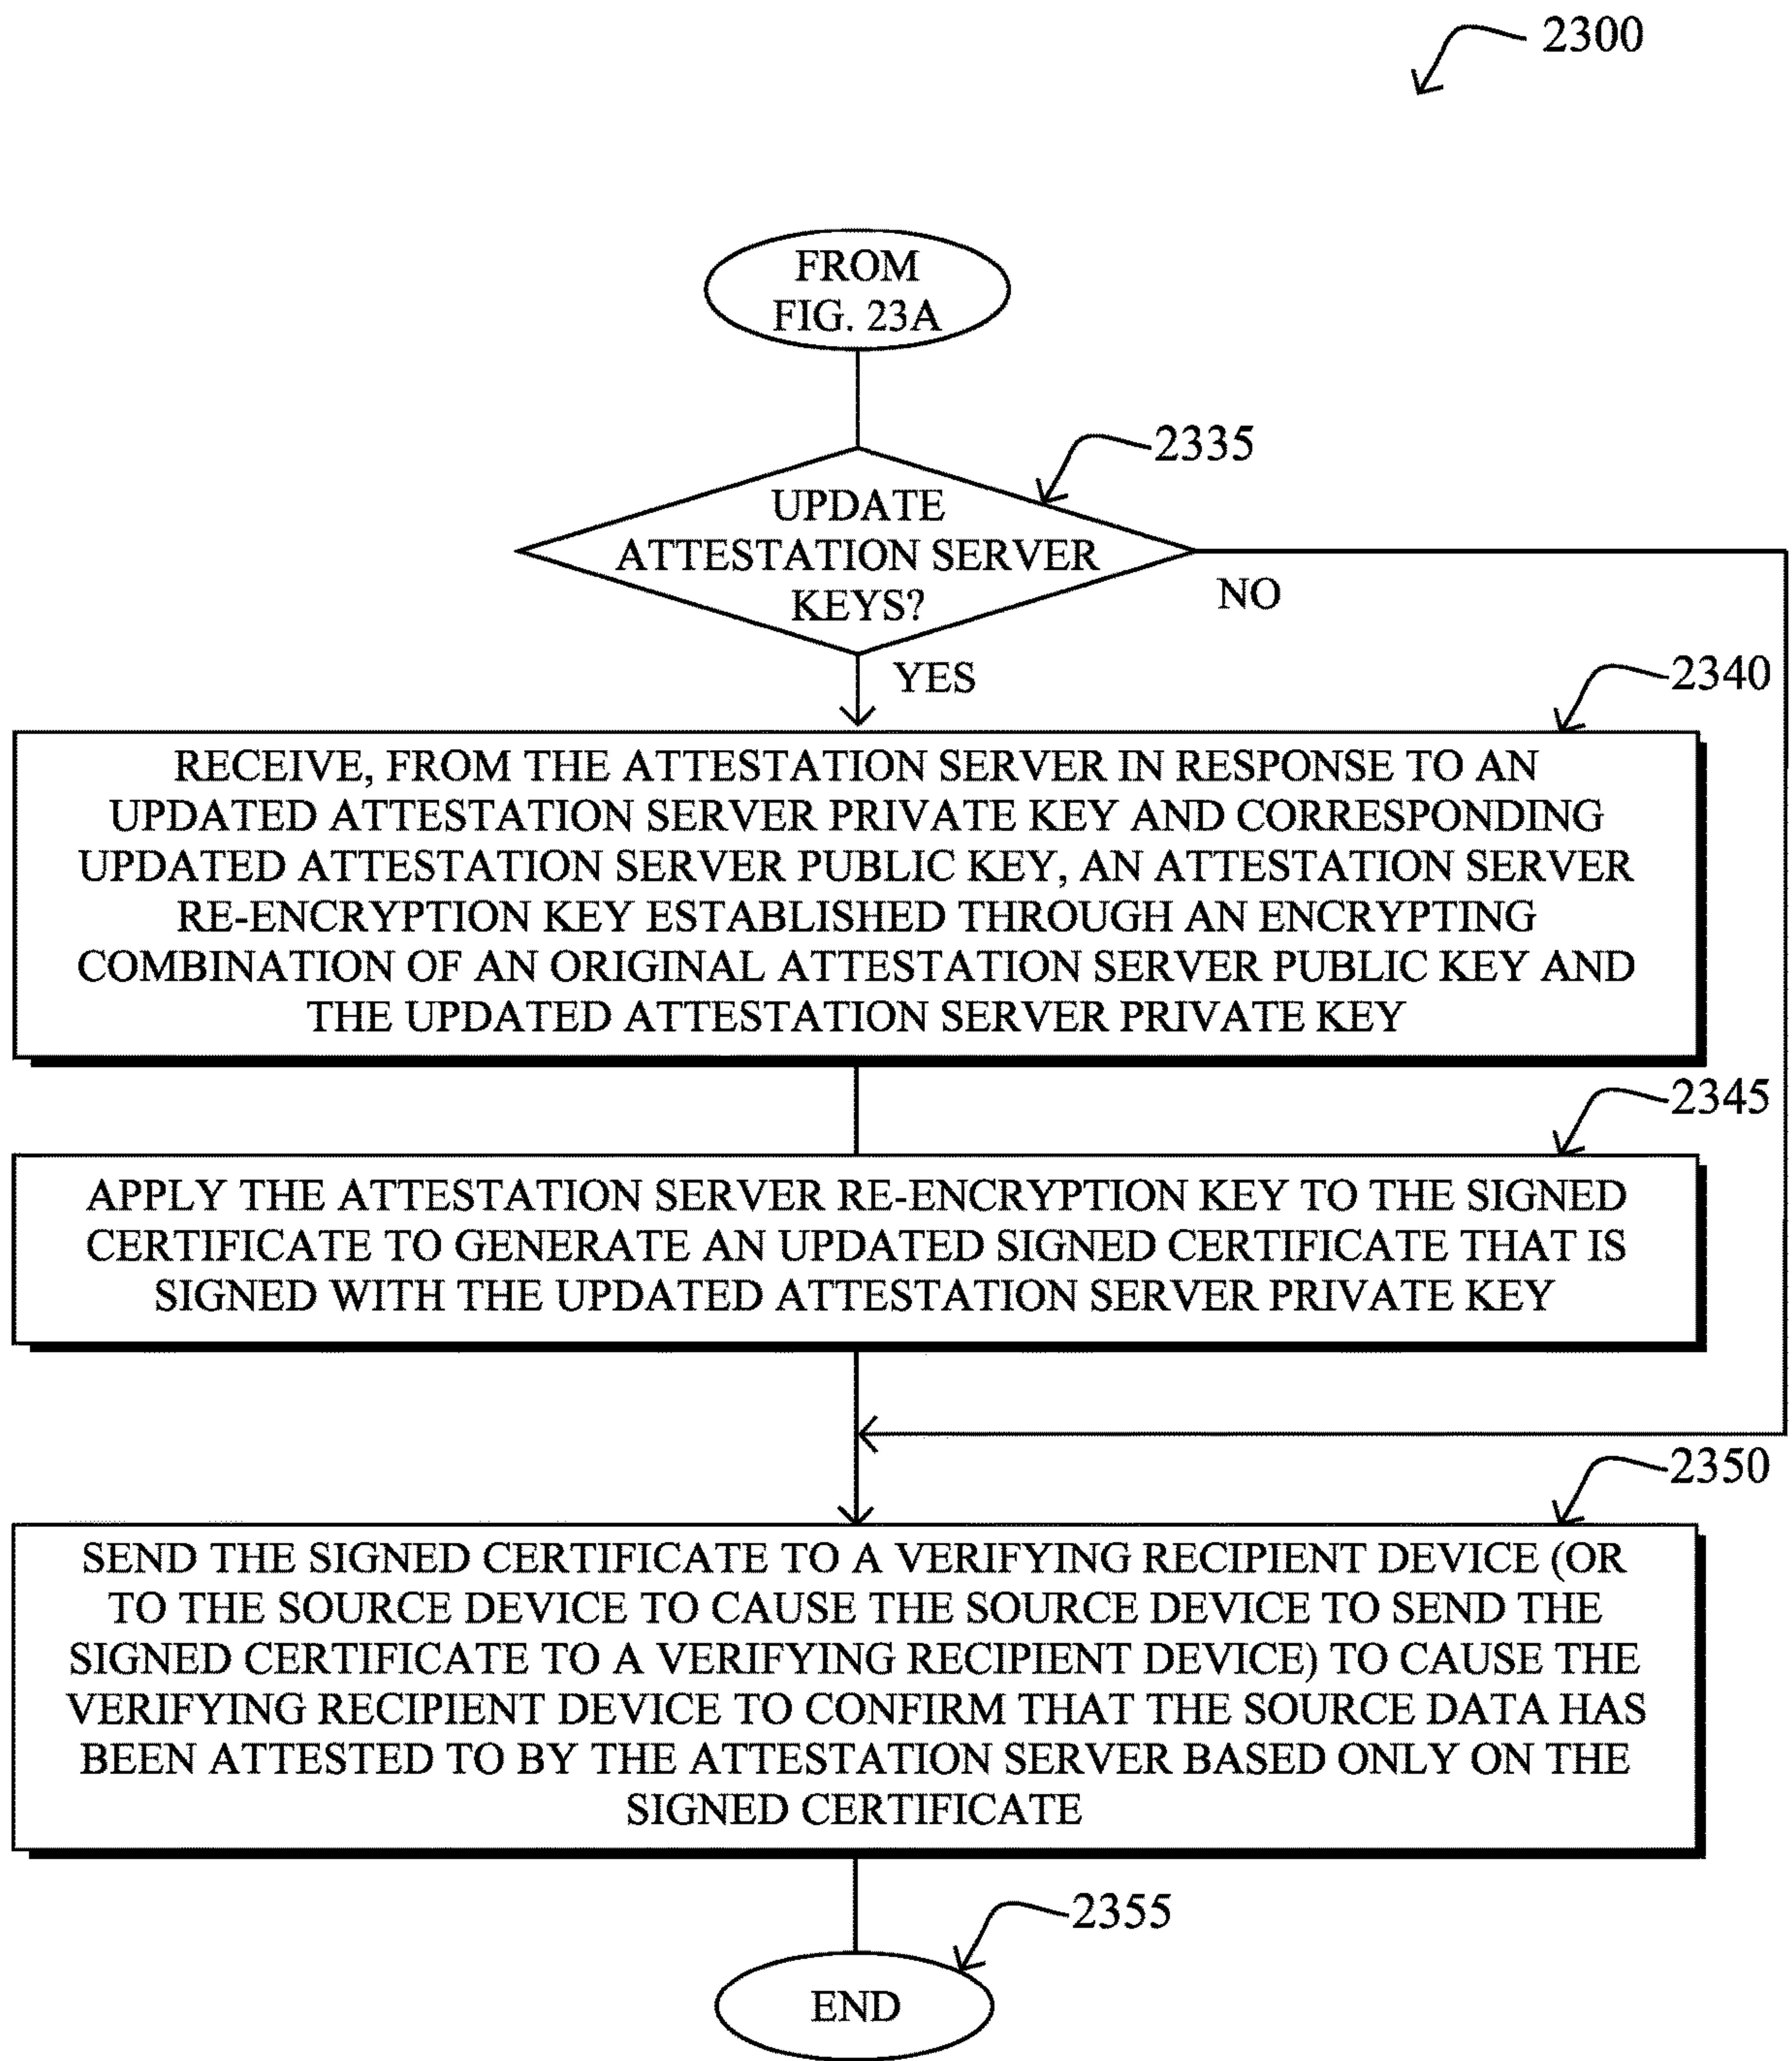 2300
FROM
FIG. 23A
2335
UPDATE
ATTESTATION SERVER
KEYS?
NO
YES
2340
RECEIVE, FROM THE ATTESTATION SERVER IN RESPONSE TO AN
UPDATED ATTESTATION SERVER PRIVATE KEY AND CORRESPONDING
UPDATED ATTESTATION SERVER PUBLIC KEY, AN ATTESTATION SERVER
RE-ENCRYPTION KEY ESTABLISHED THROUGH AN ENCRYPTING
COMBINATION OF AN ORIGINAL ATTESTATION SERVER PUBLIC KEY AND
THE UPDATED ATTESTATION SERVER PRIVATE KEY
2345
APPLY THE ATTESTATION SERVER RE-ENCRYPTION KEY TO THE SIGNED
CERTIFICATE TO GENERATE AN UPDATED SIGNED CERTIFICATE THAT IS
SIGNED WITH THE UPDATED ATTESTATION SERVER PRIVATE KEY
2350
SEND THE SIGNED CERTIFICATE TO A VERIFYING RECIPIENT DEVICE (OR
TO THE SOURCE DEVICE TO CAUSE THE SOURCE DEVICE TO SEND THE
SIGNED CERTIFICATE TO A VERIFYING RECIPIENT DEVICE) TO CAUSE THE
VERIFYING RECIPIENT DEVICE TO CONFIRM THAT THE SOURCE DATA HAS
BEEN ATTESTED TO BY THE ATTESTATION SERVER BASED ONLY ON THE
SIGNED CERTIFICATE
2355
END